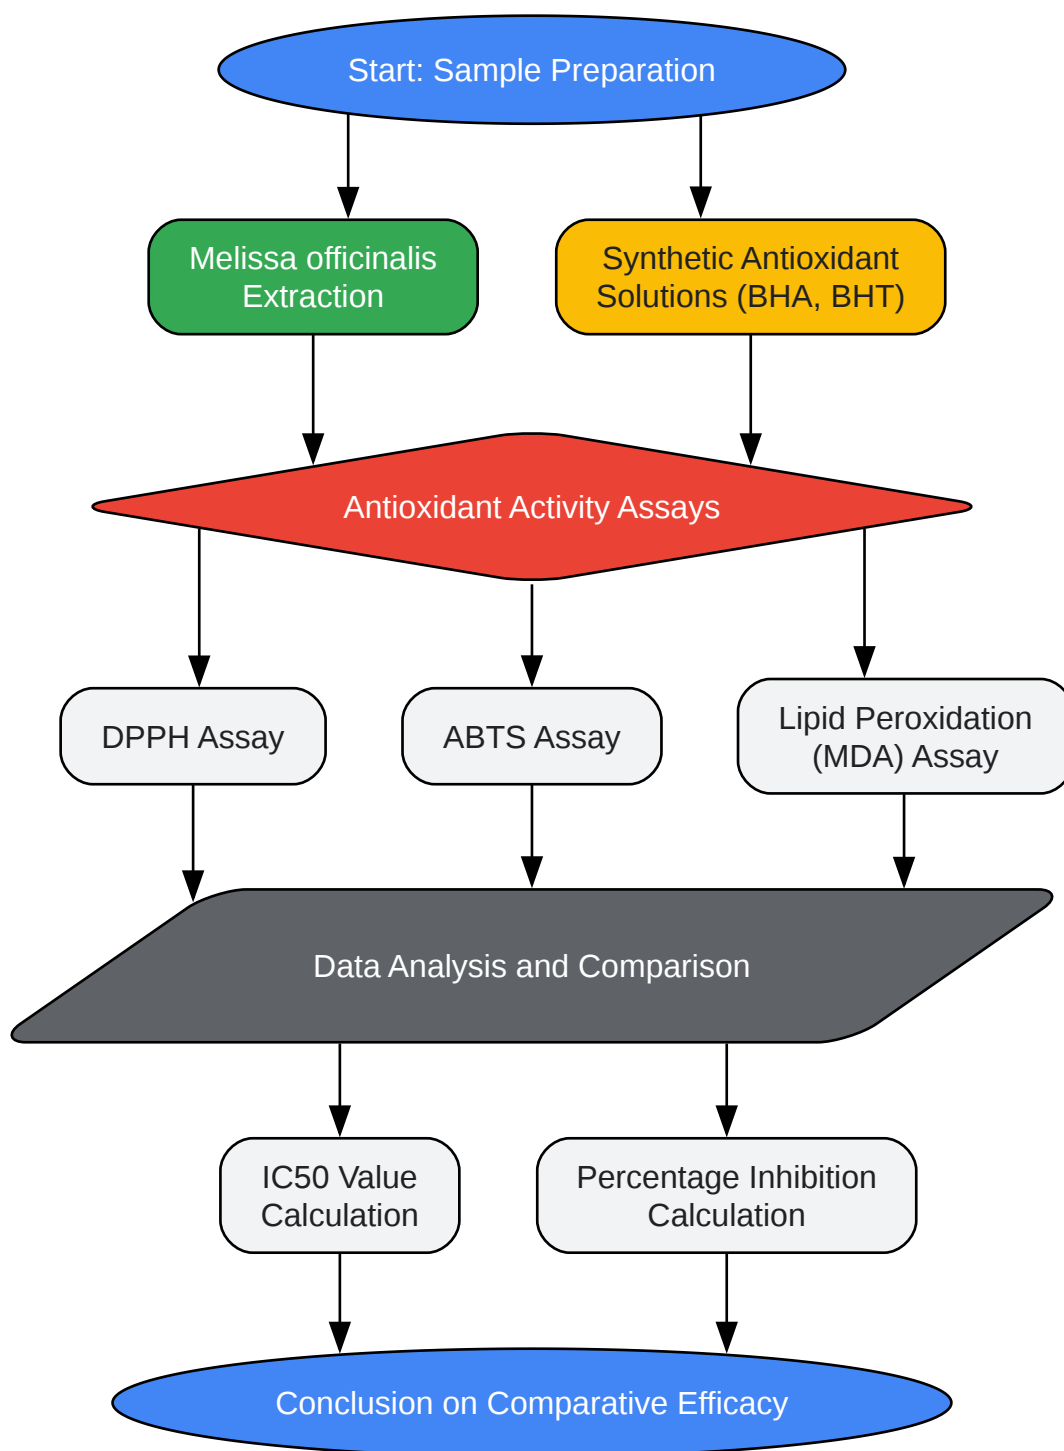 Start: Sample Preparation
Melissa officinalis
Extraction
Synthetic Antioxidant
Solutions (BHA, BHT)
Antioxidant Activity Assays
DPPH Assay
ABTS Assay
Lipid Peroxidation
(MDA) Assay
Data Analysis and Comparison
IC50 Value
Calculation
Percentage Inhibition
Calculation
Conclusion on Comparative Efficacy